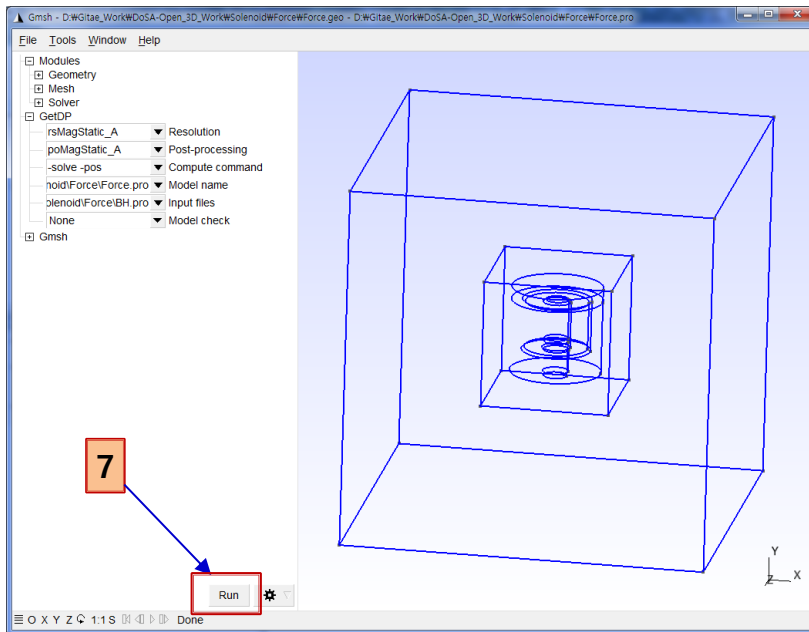 Gmsh - D:₩Gitae_Work₩DoSA-Open_3D_Work₩Solenoid₩Force₩Force.geo - D:₩Gitae_Work₩DoSA-Open_3D_Work₩Solenoid₩Force₩Force.pro
File Tools Window Help
Modules
Geometry
Mesh
Solver
GetDP
rsMagStatic_A Resolution
poMagStatic_A Post-processing
-solve -pos Compute command
noid\Force\Force.pro Model name
olenoid\Force\BH.pro Input files
None Model check
Gmsh
7
Y
Z X
Run
O X Y Z 1:1 S Done